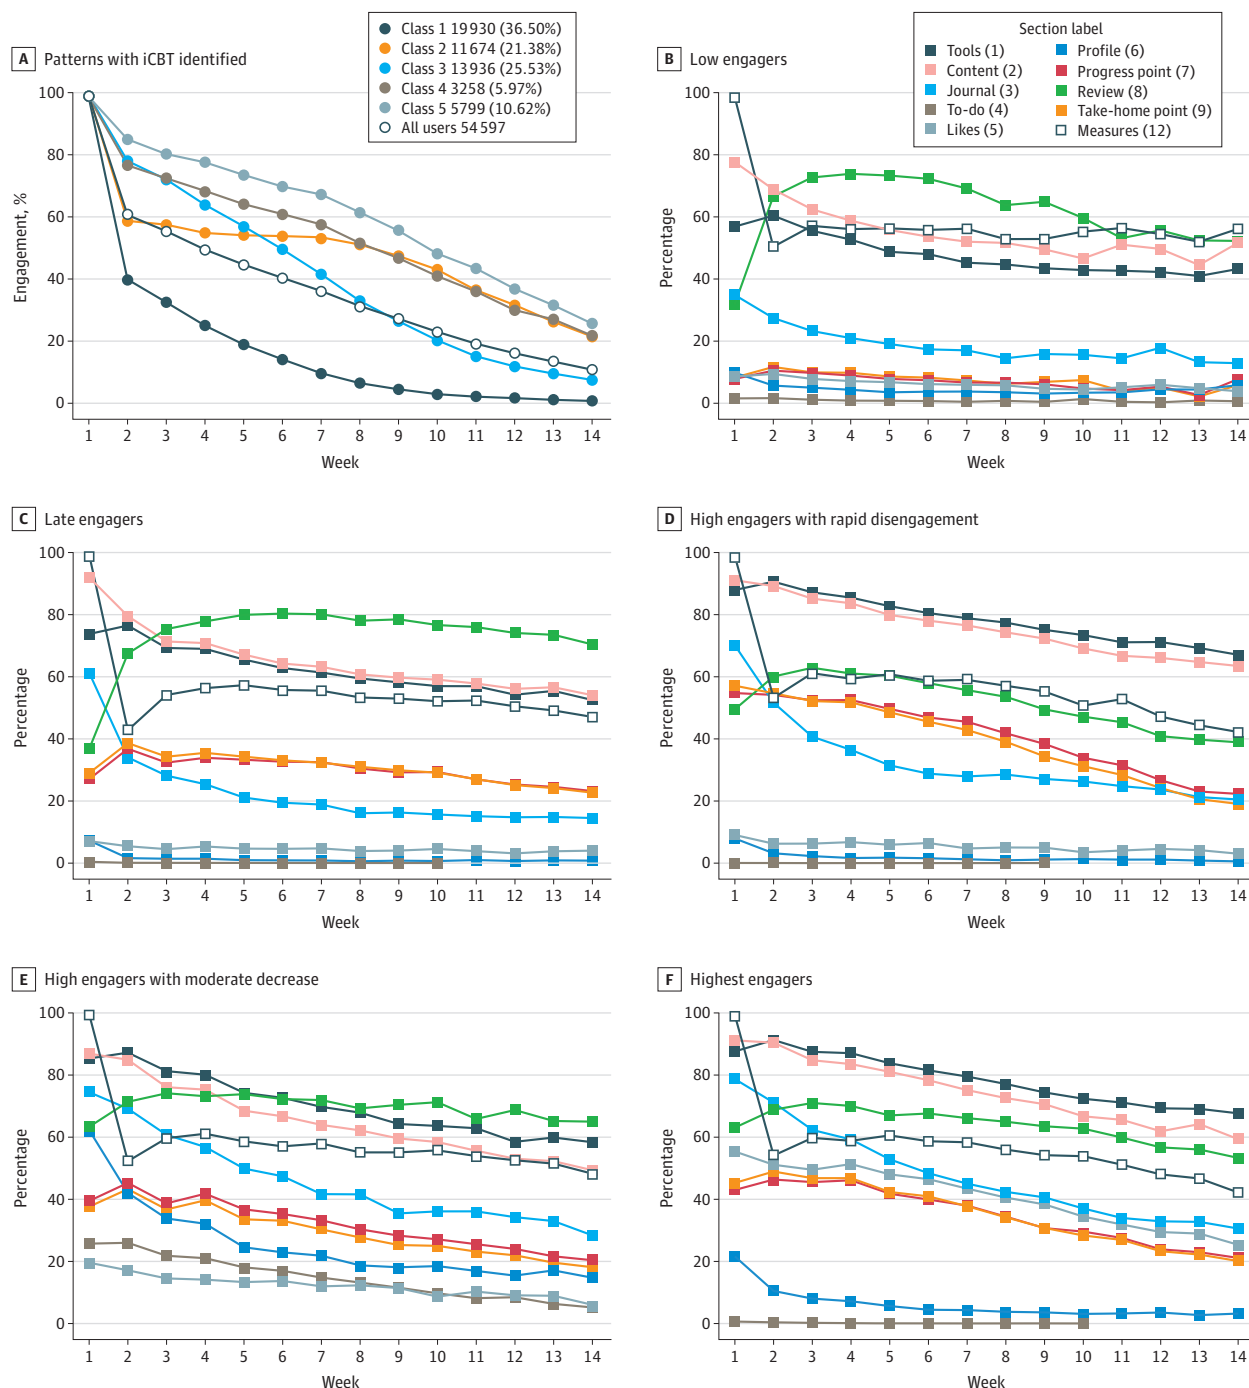 A Patterns with iCBT identified
Class 1 19 930 (36.50%)
Class 2 11 674 (21.38%)
Class 3 13 936 (25.53%)
Class 4 3258 (5.97%)
Class 5 5799 (10.62%)
All users 54 597
100
80
60
40
20
0
Engagement, %
1 2 3 4 5 6 7 8 9 10 11 12 13 14
Week
B Low engagers
Section label
Tools (1)
Content (2)
Journal (3)
To-do (4)
Likes (5)
Profile (6)
Progress point (7)
Review (8)
Take-home point (9)
Measures (12)
100
80
60
40
20
0
Percentage
1 2 3 4 5 6 7 8 9 10 11 12 13 14
Week
C Late engagers
100
80
60
40
20
0
Percentage
1 2 3 4 5 6 7 8 9 10 11 12 13 14
Week
D High engagers with rapid disengagement
100
80
60
40
20
0
Percentage
1 2 3 4 5 6 7 8 9 10 11 12 13 14
Week
E High engagers with moderate decrease
100
80
60
40
20
0
Percentage
1 2 3 4 5 6 7 8 9 10 11 12 13 14
Week
F Highest engagers
100
80
60
40
20
0
Percentage
1 2 3 4 5 6 7 8 9 10 11 12 13 14
Week